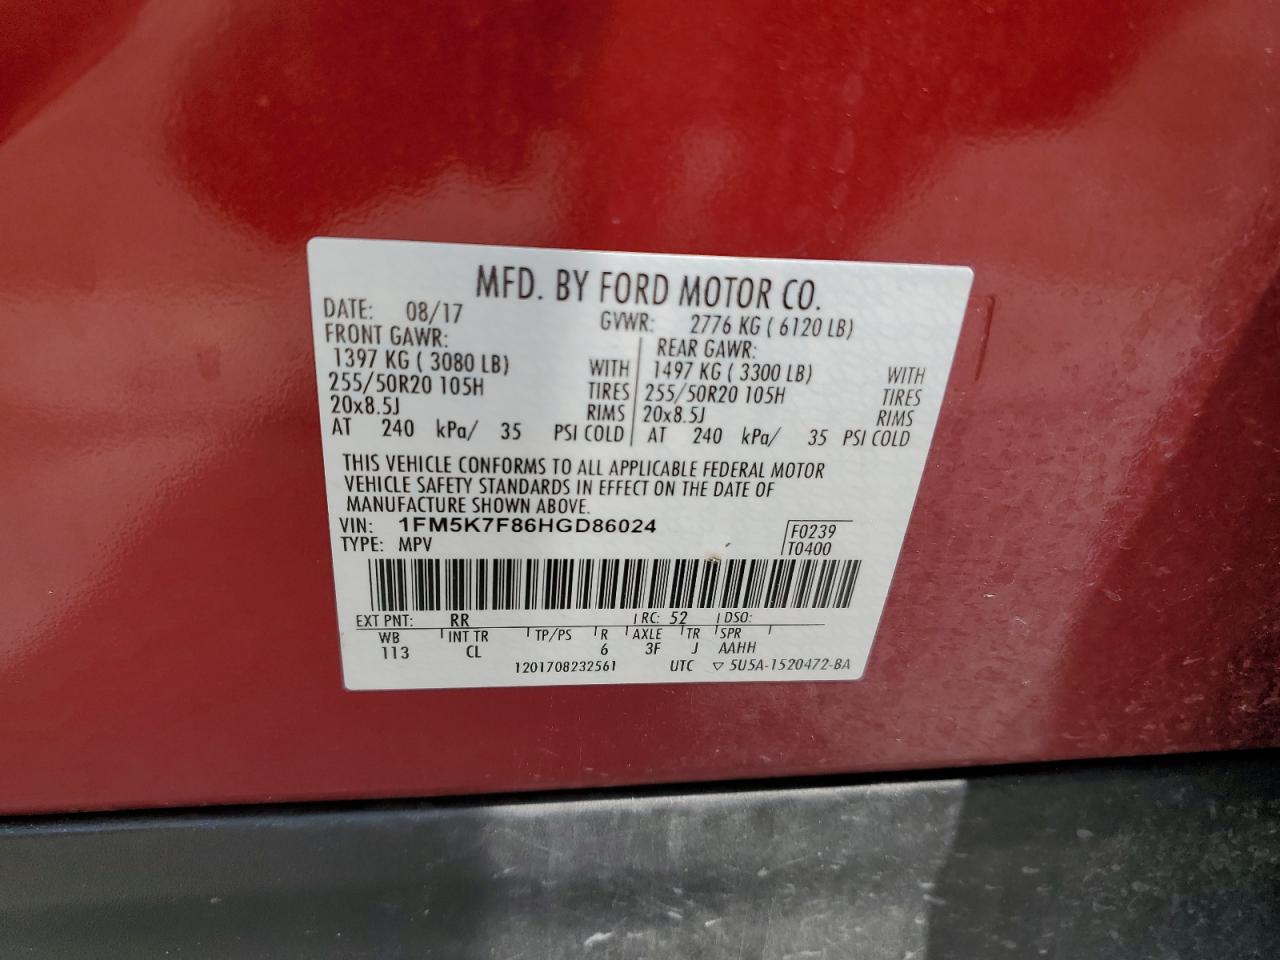 MFD. BY FORD MOTOR CO.
DATE: 08/17 GVWR: 2776 KG ( 6120 LB)
FRONT GAWR: REAR GAWR:
1397 KG ( 3080 LB) WITH 1497 KG ( 3300 LB) WITH
255/50R20 105H TIRES 255/50R20 105H TIRES
20x8.5J RIMS 20x8.5J RIMS
AT 240 kPa/ 35 PSI COLD AT 240 kPa/ 35 PSI COLD
THIS VEHICLE CONFORMS TO ALL APPLICABLE FEDERAL MOTOR
VEHICLE SAFETY STANDARDS IN EFFECT ON THE DATE OF
MANUFACTURE SHOWN ABOVE.
VIN: 1FM5K7F86HGD86024 F0239
TYPE: MPV T0400
EXT PNT: RR RC: 52 DSO:
WB INT TR TP/PS R AXLE TR SPR
113 CL 6 3F J AAHH
1201708232561 UTC ▽ 5U5A-1520472-BA